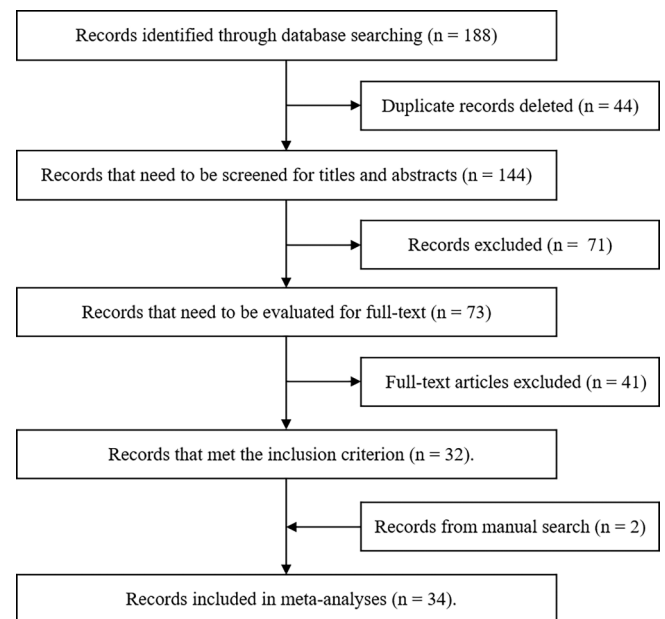 Records identified through database searching (n = 188)
Duplicate records deleted (n = 44)
Records that need to be screened for titles and abstracts (n = 144)
Records excluded (n =  71)
Records that need to be evaluated for full-text (n = 73)
Full-text articles excluded (n = 41)
Records that met the inclusion criterion (n = 32).
Records from manual search (n = 2)
Records included in meta-analyses (n = 34).